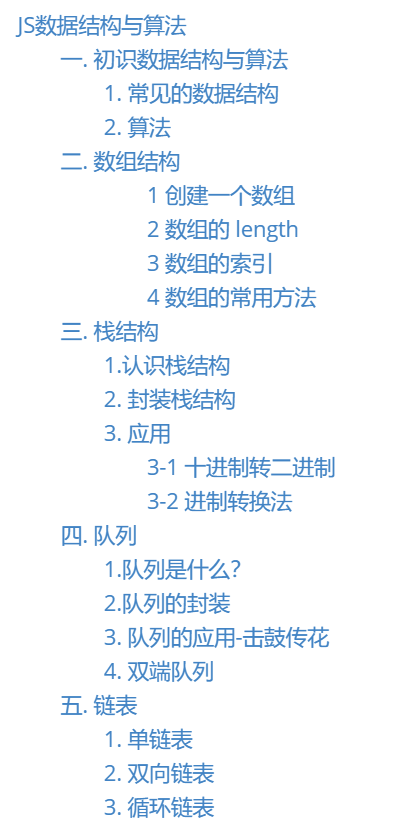 JS数据结构与算法
一. 初识数据结构与算法
1. 常见的数据结构
2. 算法
二. 数组结构
1 创建一个数组
2 数组的 length
3 数组的索引
4 数组的常用方法
三. 栈结构
1.认识栈结构
2. 封装栈结构
3. 应用
3-1 十进制转二进制
3-2 进制转换法
四. 队列
1.队列是什么?
2.队列的封装
3. 队列的应用-击鼓传花
4. 双端队列
五. 链表
1. 单链表
2. 双向链表
3. 循环链表